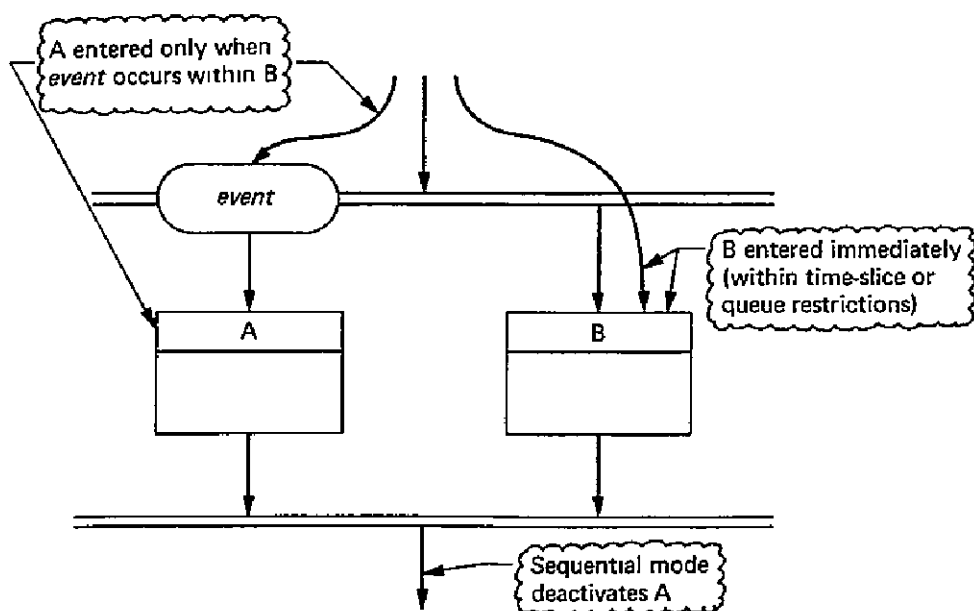 A entered only when
event occurs within B
event
B entered immediately
(within time-slice or
queue restrictions)
A
B
Sequential mode
deactivates A